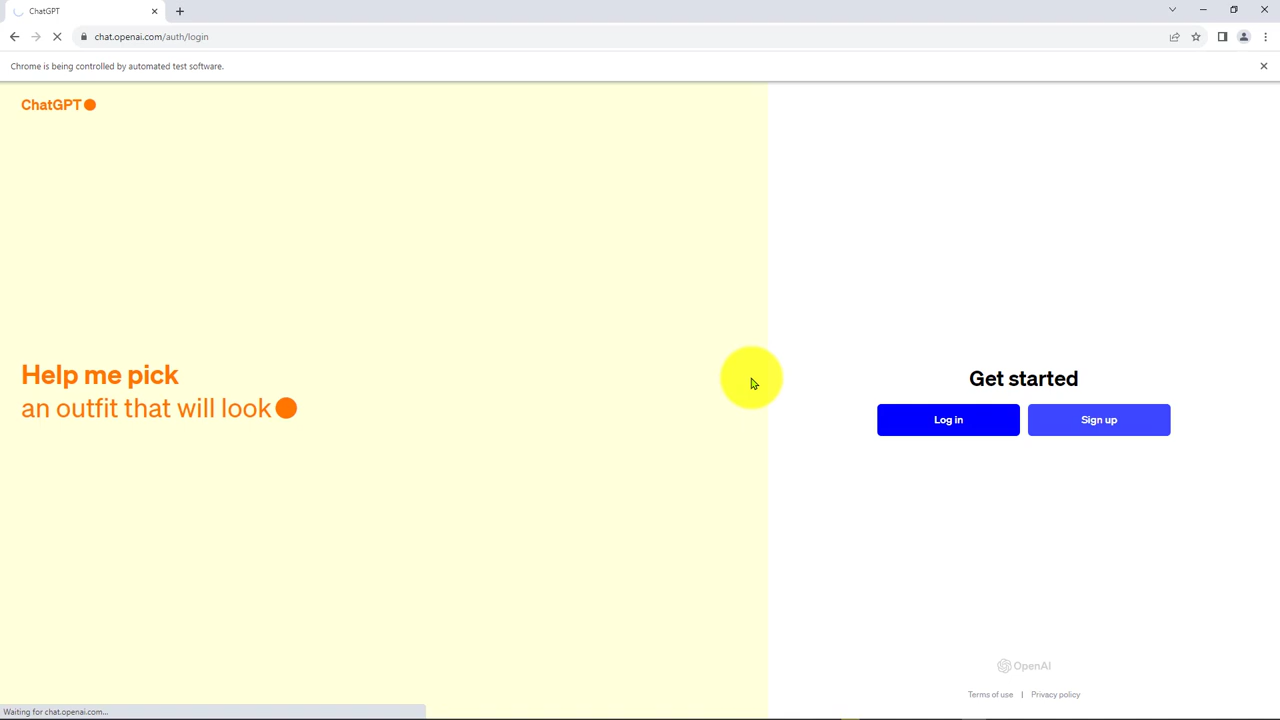 ChatGPT
chat.openai.com/auth/login
Chrome is being controlled by automated test software.
ChatGPT
Help me pick
an outfit that will look
Get started
Log in
Sign up
OpenAI
Terms of use | Privacy policy
Waiting for chat.openai.com...